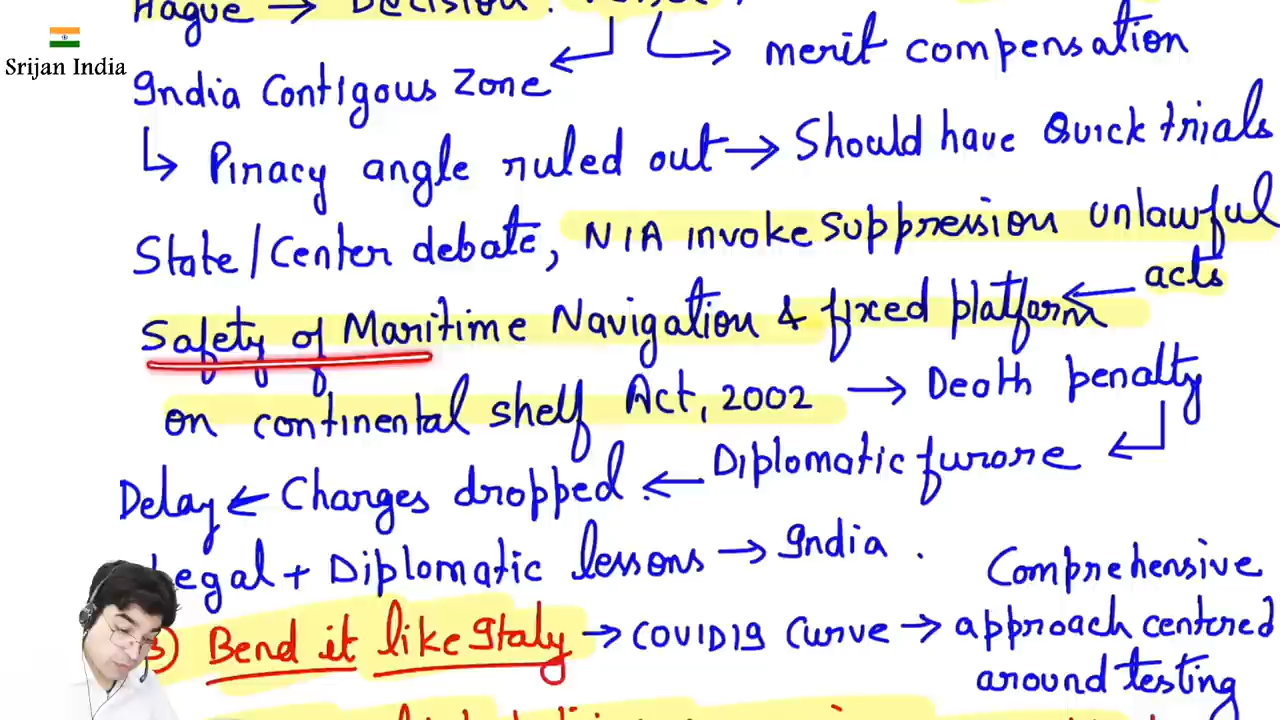 Hague → Decision:
Srijan India
merit compensation
India Contigous Zone
↳ Piracy angle ruled out → Should have Quick trials
State/Center debate, NIA invoke suppression unlawful
acts
Safety of Maritime Navigation & fixed platform ←
on continental shelf Act, 2002 → Death penalty
Delay ← Charges dropped ← Diplomatic furore
Legal + Diplomatic lessons → India .
Comprehensive
3) Bend it like Italy → COVID19 Curve → approach centered
around testing